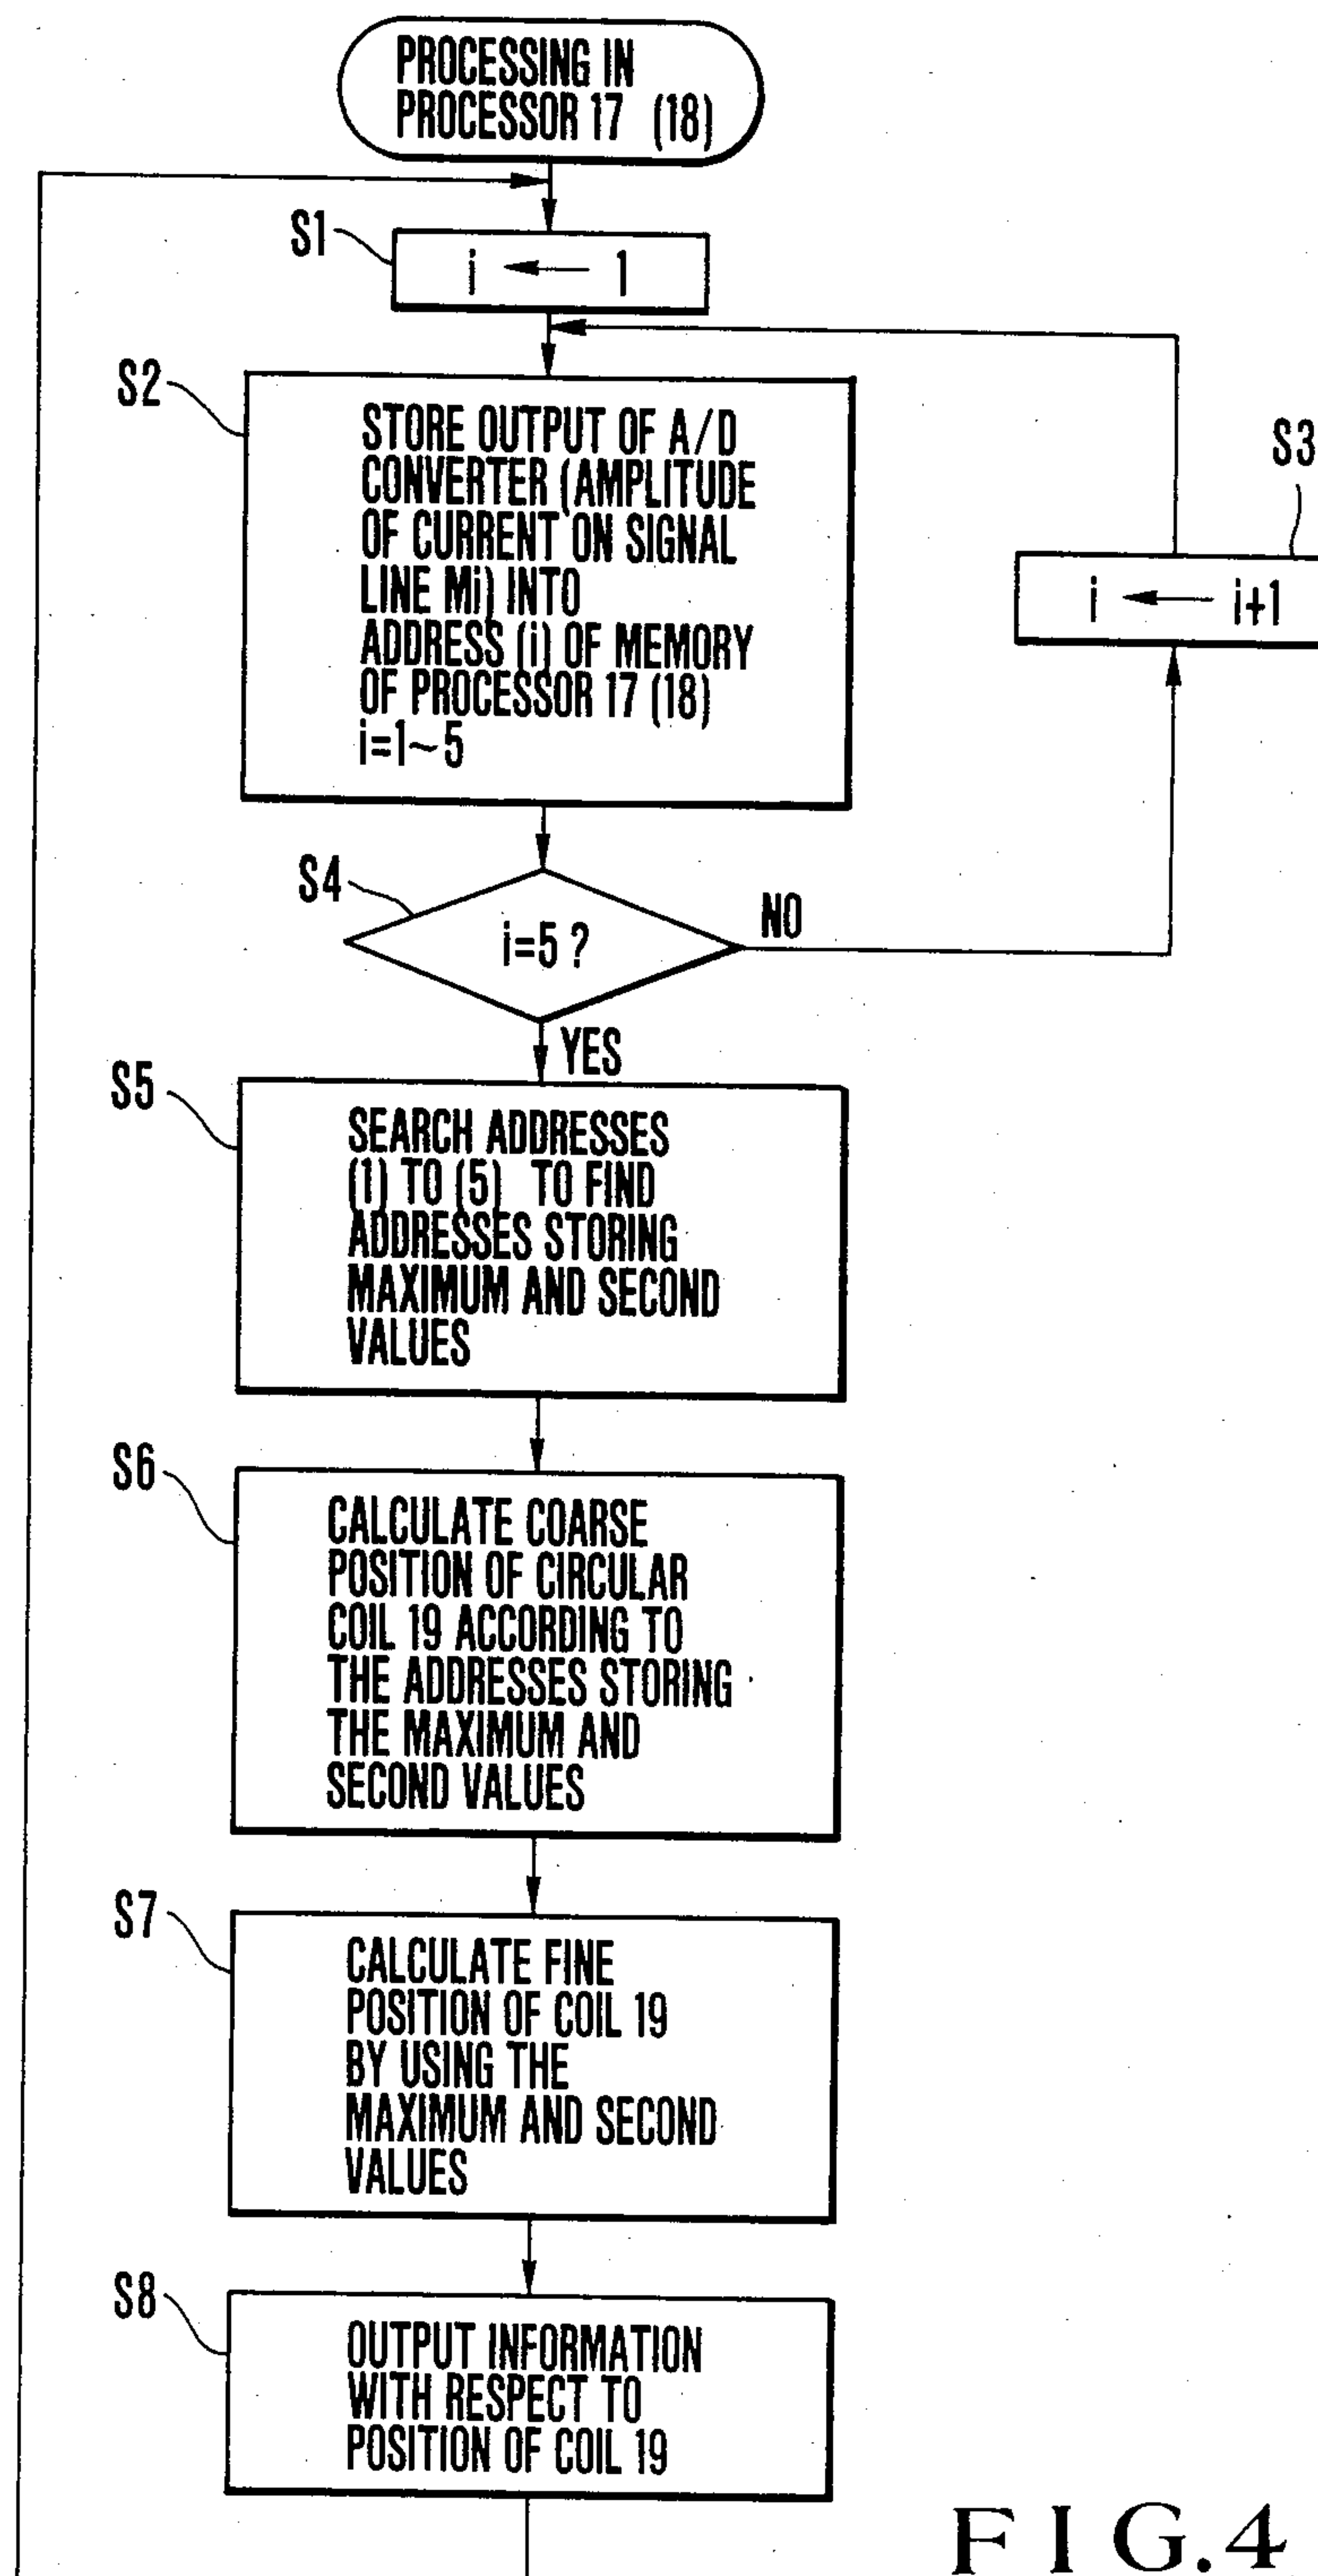 PROCESSING IN
PROCESSOR 17 (18)
S1
i ← 1
S2
STORE OUTPUT OF A/D
CONVERTER (AMPLITUDE
OF CURRENT ON SIGNAL
LINE Mi) INTO
ADDRESS (i) OF MEMORY
OF PROCESSOR 17 (18)
i=1~5
S3
i ← i+1
S4
i=5 ?
NO
YES
S5
SEARCH ADDRESSES
(1) TO (5) TO FIND
ADDRESSES STORING
MAXIMUM AND SECOND
VALUES
S6
CALCULATE COARSE
POSITION OF CIRCULAR
COIL 19 ACCORDING TO
THE ADDRESSES STORING
THE MAXIMUM AND
SECOND VALUES
S7
CALCULATE FINE
POSITION OF COIL 19
BY USING THE
MAXIMUM AND SECOND
VALUES
S8
OUTPUT INFORMATION
WITH RESPECT TO
POSITION OF COIL 19
FIG.4